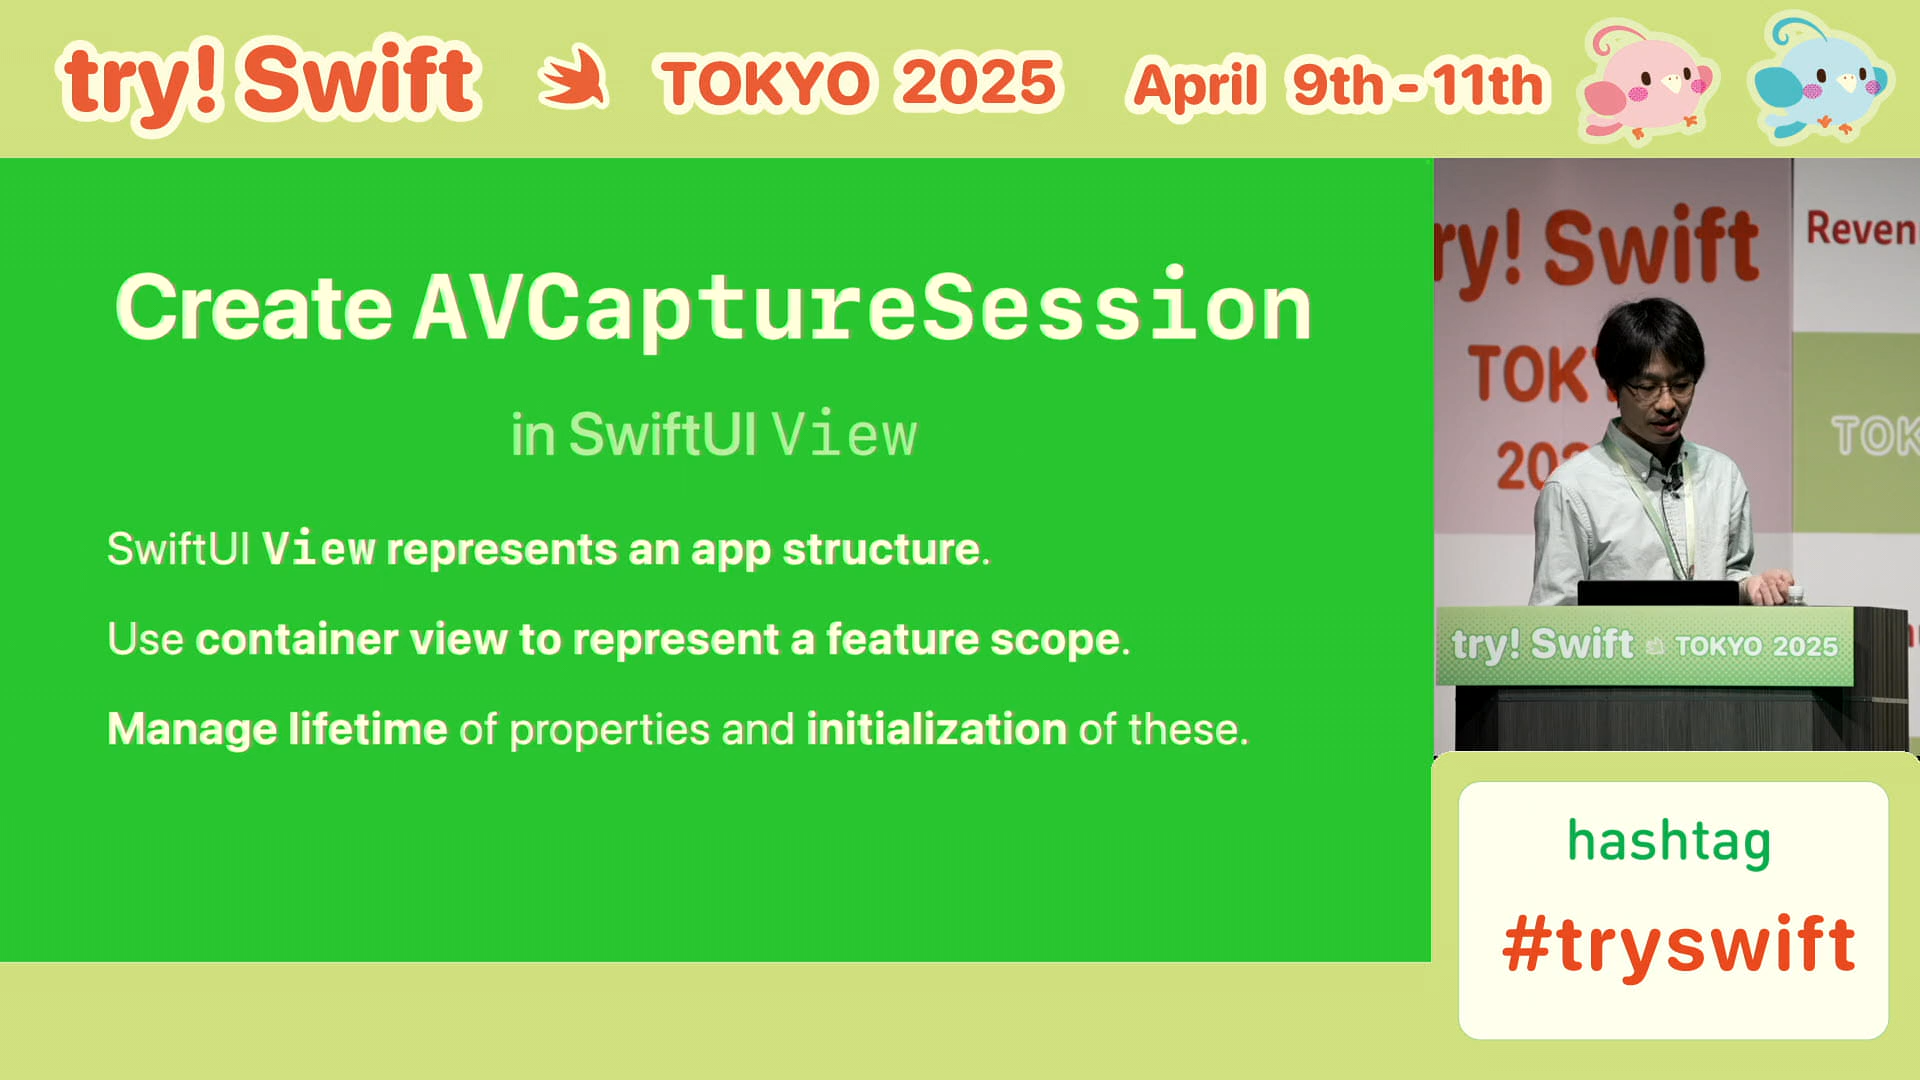 try! Swift TOKYO 2025 April 9th-11th
Create AVCaptureSession
in SwiftUI View
SwiftUI View represents an app structure.
Use container view to represent a feature scope.
Manage lifetime of properties and initialization of these.
ry! Swift
TOK
202
Reven
TOK
try! Swift TOKYO 2025
hashtag
#tryswift